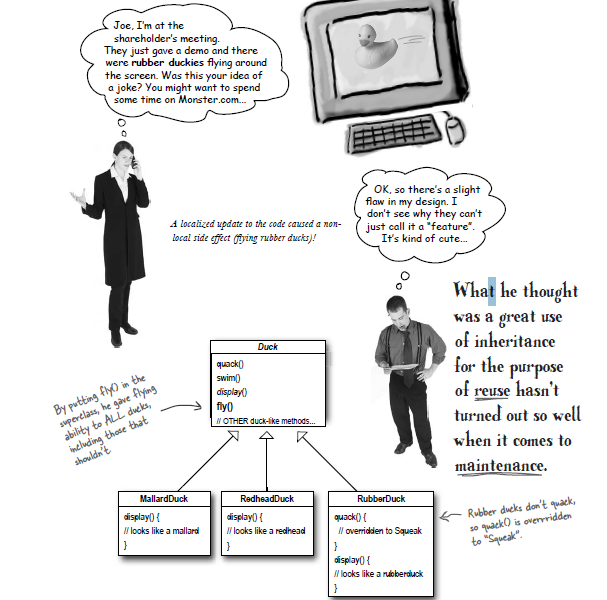 Joe, I'm at the
shareholder's meeting.
They just gave a demo and there
were rubber duckies flying around
the screen. Was this your idea of
a joke? You might want to spend
some time on Monster.com...
OK, so there's a slight
flaw in my design. I
don't see why they can't
just call it a "feature".
It's kind of cute...
A localized update to the code caused a non-
local side effect (flying rubber ducks)!
What he thought
was a great use
of inheritance
for the purpose
of reuse hasn't
turned out so well
when it comes to
maintenance.
By putting fly() in the
superclass, he gave flying
ability to ALL ducks,
including those that
shouldn't
Duck
quack()
swim()
display()
fly()
// OTHER duck-like methods...
MallardDuck
display() {
// looks like a mallard
}
RedheadDuck
display() {
// looks like a redhead
}
RubberDuck
quack() {
// overridden to Squeak
}
display() {
// looks like a rubberduck
}
Rubber ducks don't quack,
so quack() is overrridden
to "Squeak".